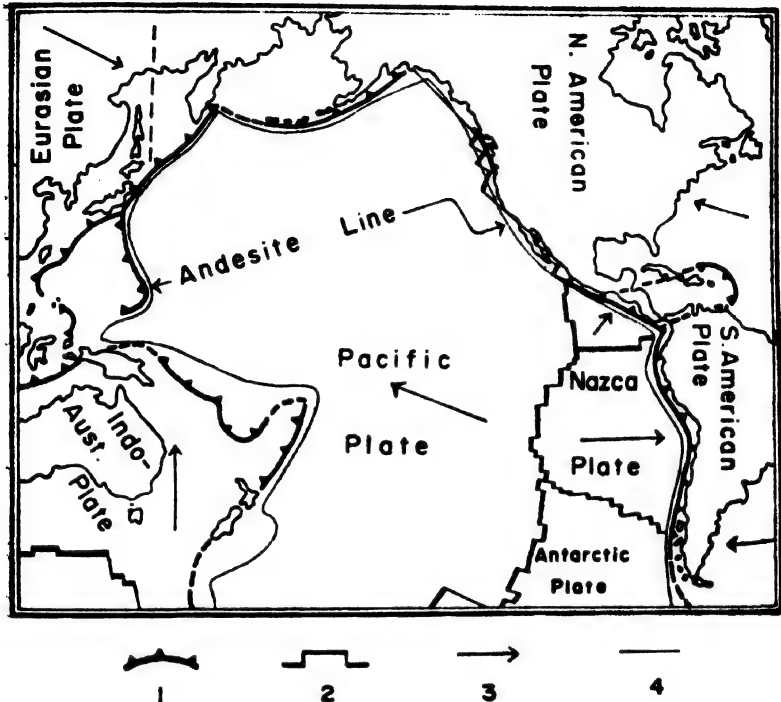 Eurasian
Plate
N. American
Plate
Andesite Line
Pacific
Plate
Nazca
Plate
S. American
Plate
Indo-
Aust.
Plate
Antarctic
Plate
1 2 3 4